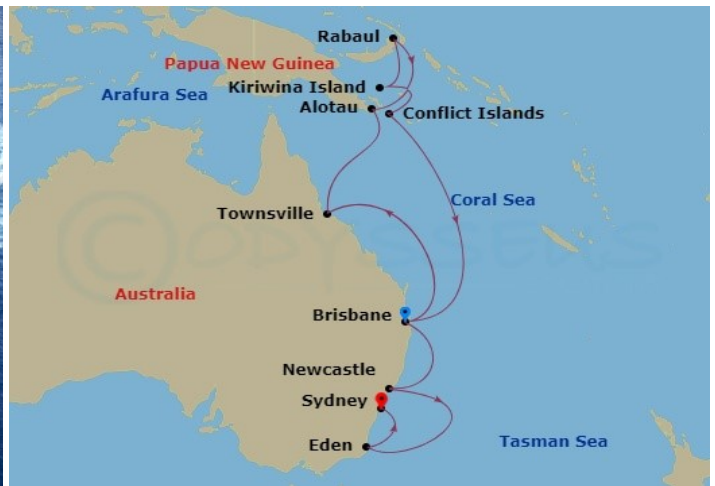 Rabaul
Papua New Guinea
Kiriwina Island
Arafura Sea
Alotau
Conflict Islands
Coral Sea
Townsville
© ODYSSEAS
Australia
Brisbane
Newcastle
Sydney
Eden
Tasman Sea